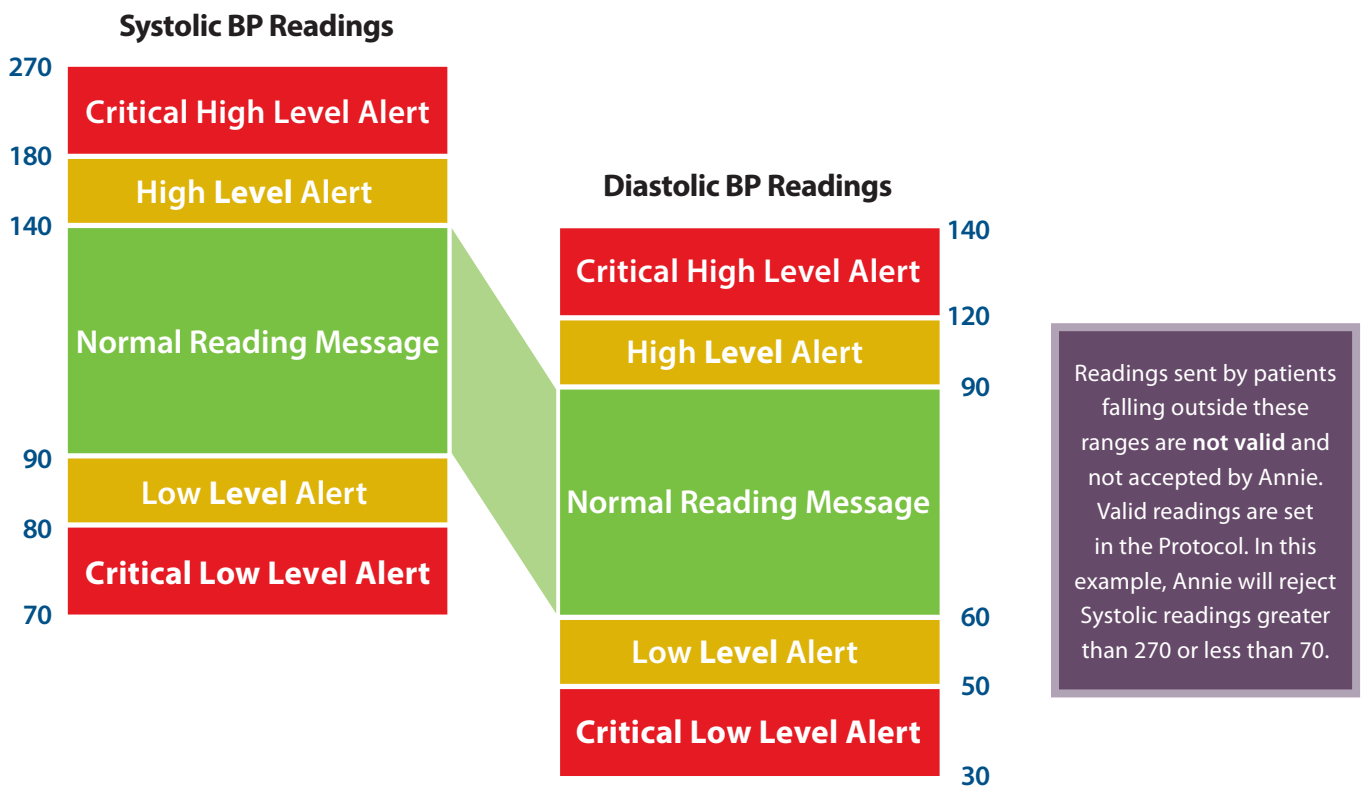 Systolic BP Readings
270
Critical High Level Alert
180
High Level Alert
140
Normal Reading Message
90
Low Level Alert
80
Critical Low Level Alert
70
Diastolic BP Readings
140
Critical High Level Alert
120
High Level Alert
90
Normal Reading Message
60
Low Level Alert
50
Critical Low Level Alert
30
Readings sent by patients
falling outside these
ranges are not valid and
not accepted by Annie.
Valid readings are set
in the Protocol. In this
example, Annie will reject
Systolic readings greater
than 270 or less than 70.